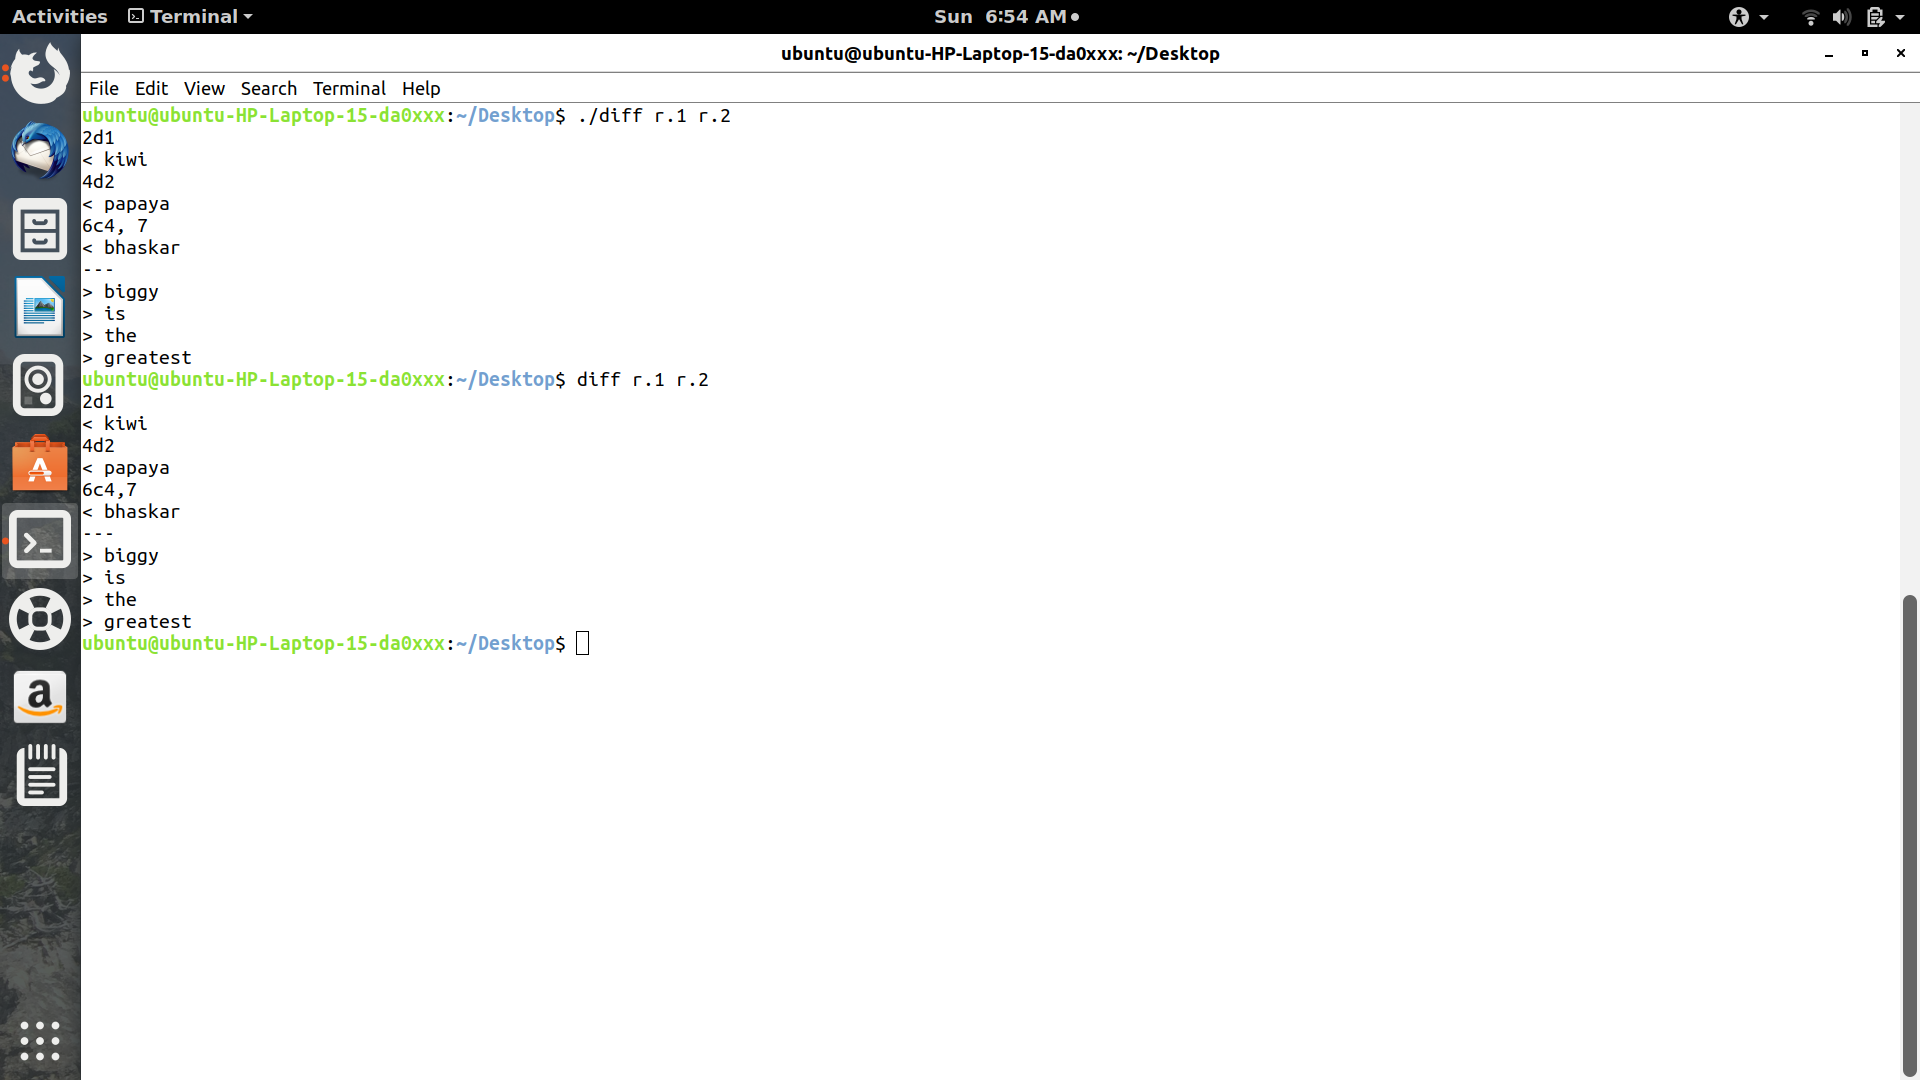 Activities Terminal Sun 6:54 AM
ubuntu@ubuntu-HP-Laptop-15-da0xxx: ~/Desktop
File Edit View Search Terminal Help
ubuntu@ubuntu-HP-Laptop-15-da0xxx:~/Desktop$ ./diff r.1 r.2
2d1
< kiwi
4d2
< papaya
6c4, 7
< bhaskar
---
> biggy
> is
> the
> greatest
ubuntu@ubuntu-HP-Laptop-15-da0xxx:~/Desktop$ diff r.1 r.2
2d1
< kiwi
4d2
< papaya
6c4,7
< bhaskar
---
> biggy
> is
> the
> greatest
ubuntu@ubuntu-HP-Laptop-15-da0xxx:~/Desktop$